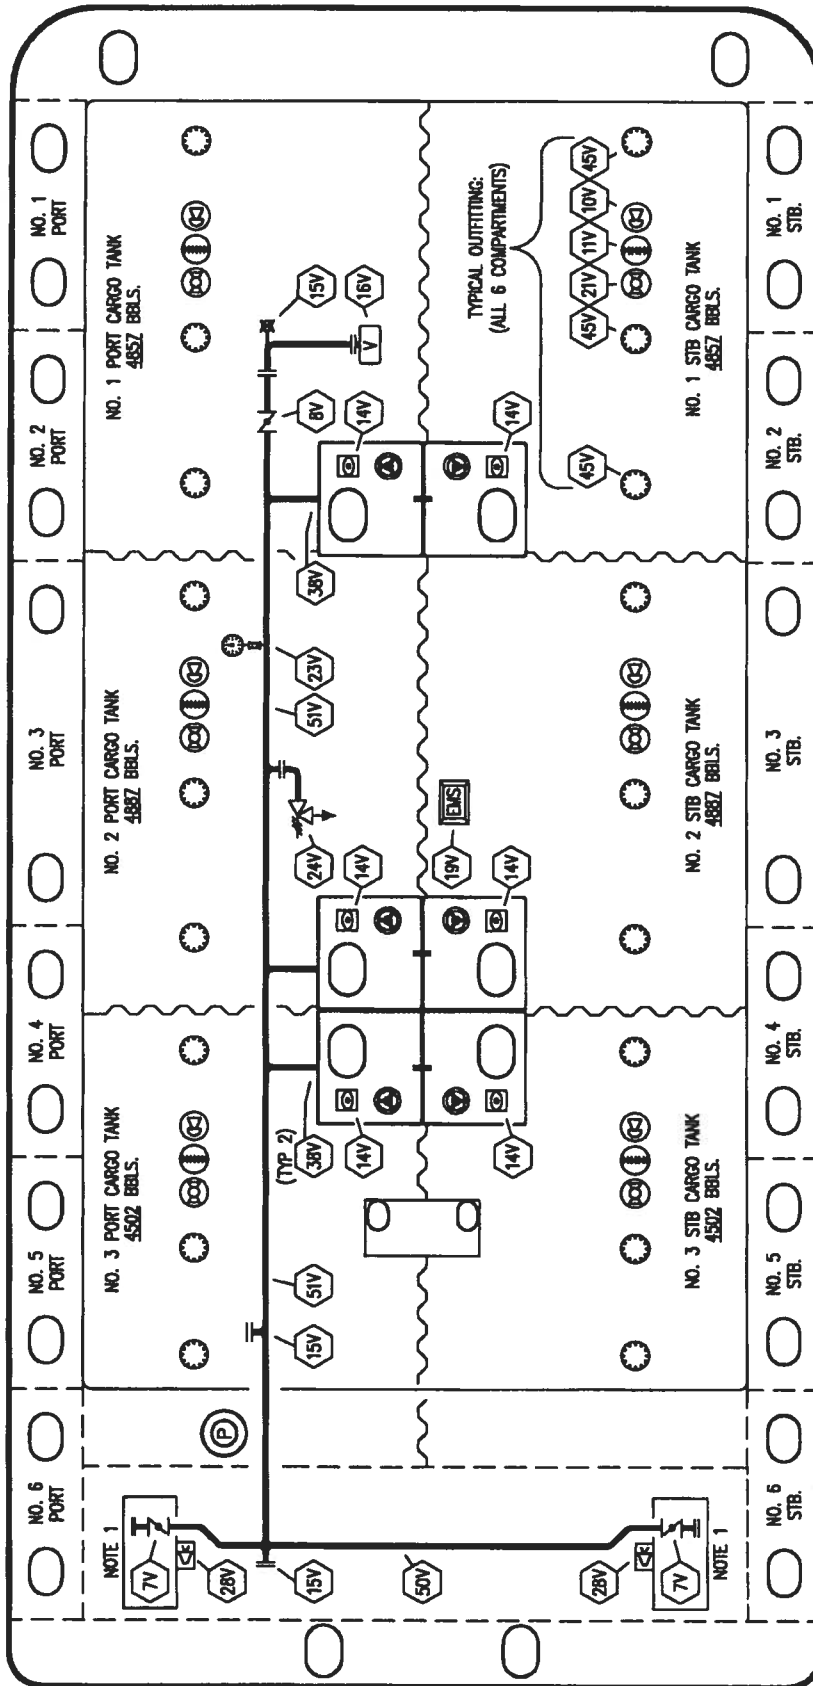 NO. 1
PORT
NO. 2
PORT
NO. 3
PORT
NO. 4
PORT
NO. 5
PORT
NO. 6
PORT
NO. 1 PORT CARGO TANK
4857 BBLS.
NO. 2 PORT CARGO TANK
4887 BBLS.
NO. 3 PORT CARGO TANK
4502 BBLS.
15V
16V
V
8V
14V
38V
23V
51V
24V
14V
14V
38V
(TYP 2)
51V
15V
P
NOTE 1
7V
28V
15V
50V
28V
7V
NOTE 1
TYPICAL OUTFITTING:
(ALL 6 COMPARTMENTS)
45V
10V
11V
21V
45V
45V
14V
EMS
19V
14V
14V
NO. 1 STB CARGO TANK
4857 BBLS.
NO. 2 STB CARGO TANK
4887 BBLS.
NO. 3 STB CARGO TANK
4502 BBLS.
NO. 1
STB.
NO. 2
STB.
NO. 3
STB.
NO. 4
STB.
NO. 5
STB.
NO. 6
STB.